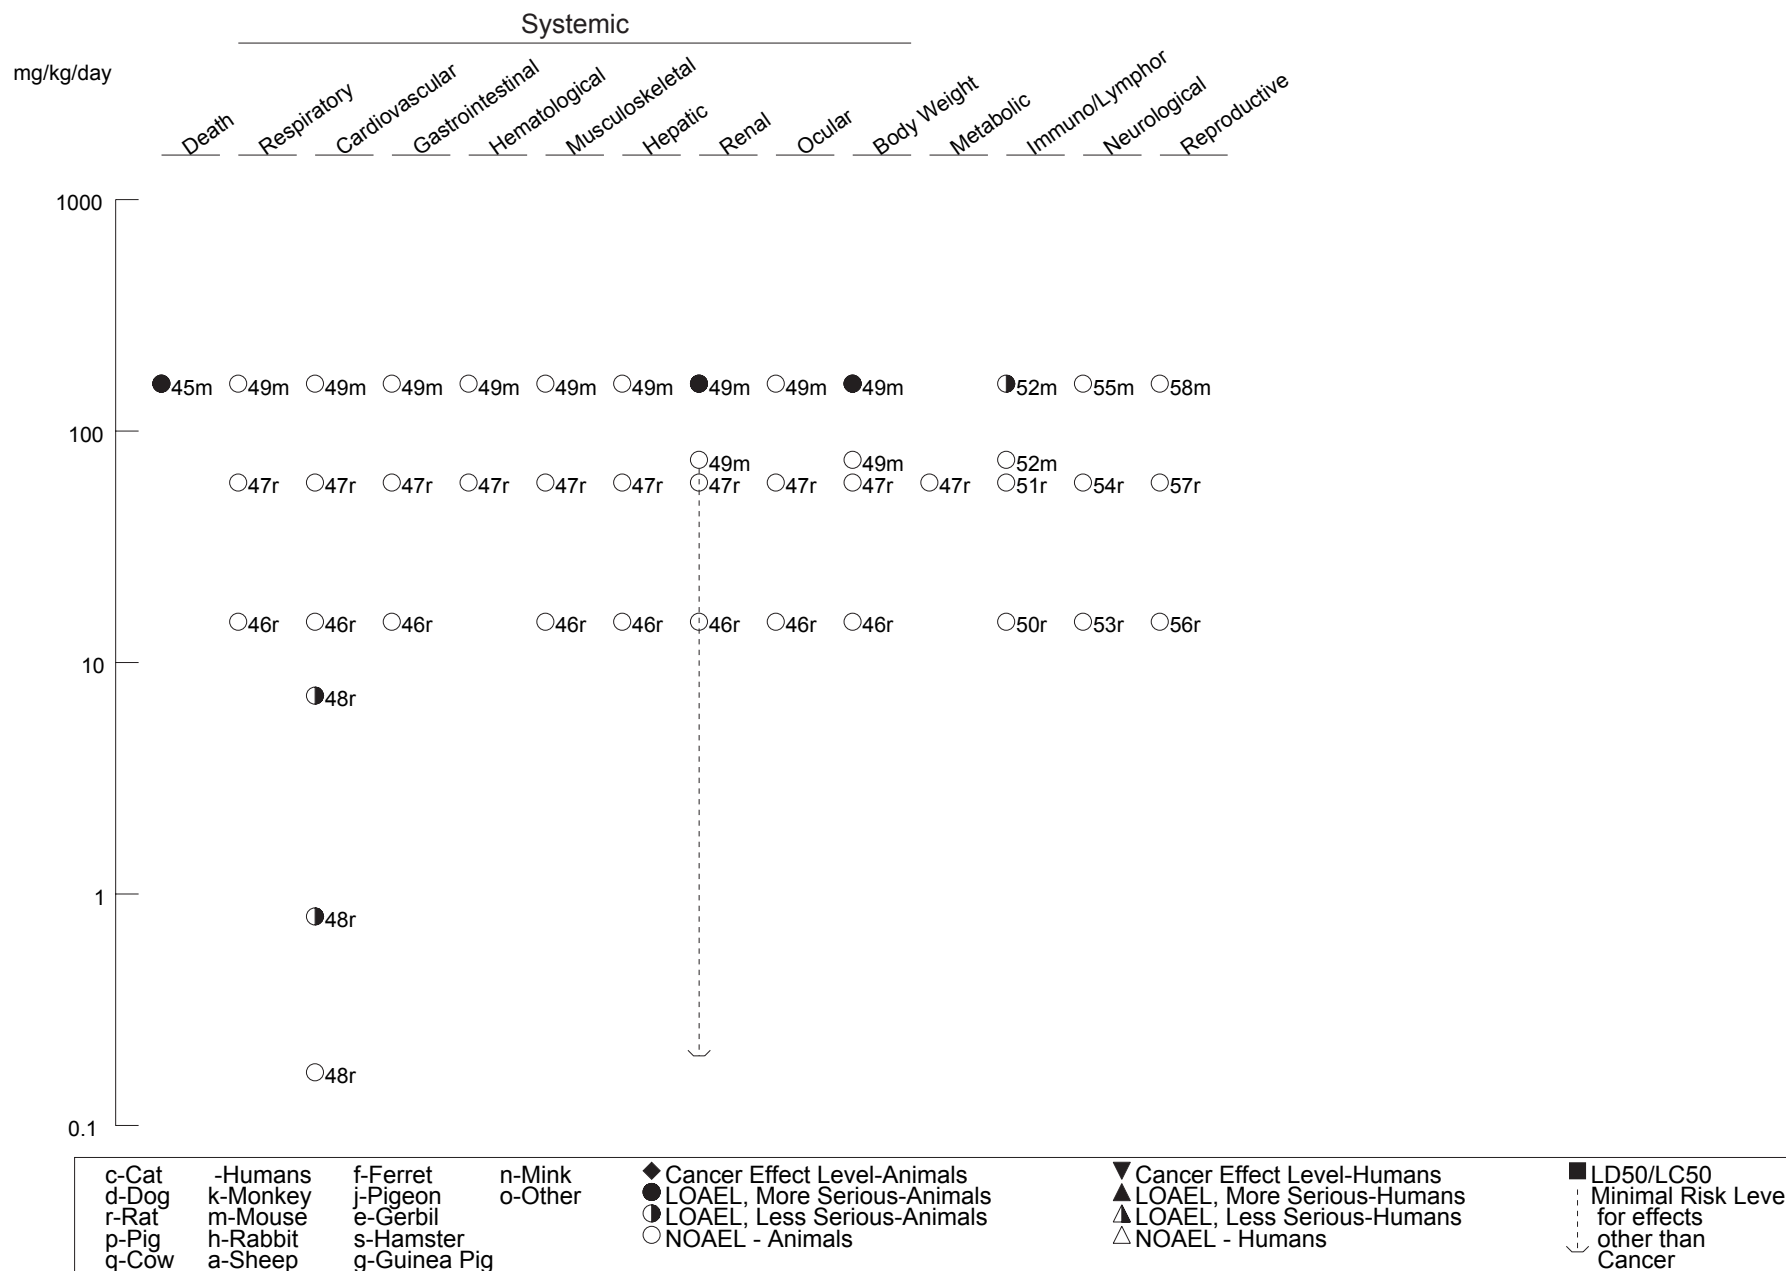 Systemic
mg/kg/day
Death Respiratory Cardiovascular Gastrointestinal Hematological Musculoskeletal Hepatic Renal Ocular Body Weight Metabolic Immuno/Lymphor Neurological Reproductive
1000
45m 49m 49m 49m 49m 49m 49m 49m 49m 49m 52m 55m 58m
100
49m 49m 52m
47r 47r 47r 47r 47r 47r 47r 47r 47r 47r 51r 54r 57r
46r 46r 46r 46r 46r 46r 46r 46r 50r 53r 56r
10
48r
1
48r
48r
0.1
c-Cat -Humans f-Ferret n-Mink Cancer Effect Level-Animals Cancer Effect Level-Humans LD50/LC50
d-Dog k-Monkey j-Pigeon o-Other LOAEL, More Serious-Animals LOAEL, More Serious-Humans Minimal Risk Leve
r-Rat m-Mouse e-Gerbil LOAEL, Less Serious-Animals LOAEL, Less Serious-Humans for effects
p-Pig h-Rabbit s-Hamster NOAEL - Animals NOAEL - Humans other than
q-Cow a-Sheep g-Guinea Pig Cancer